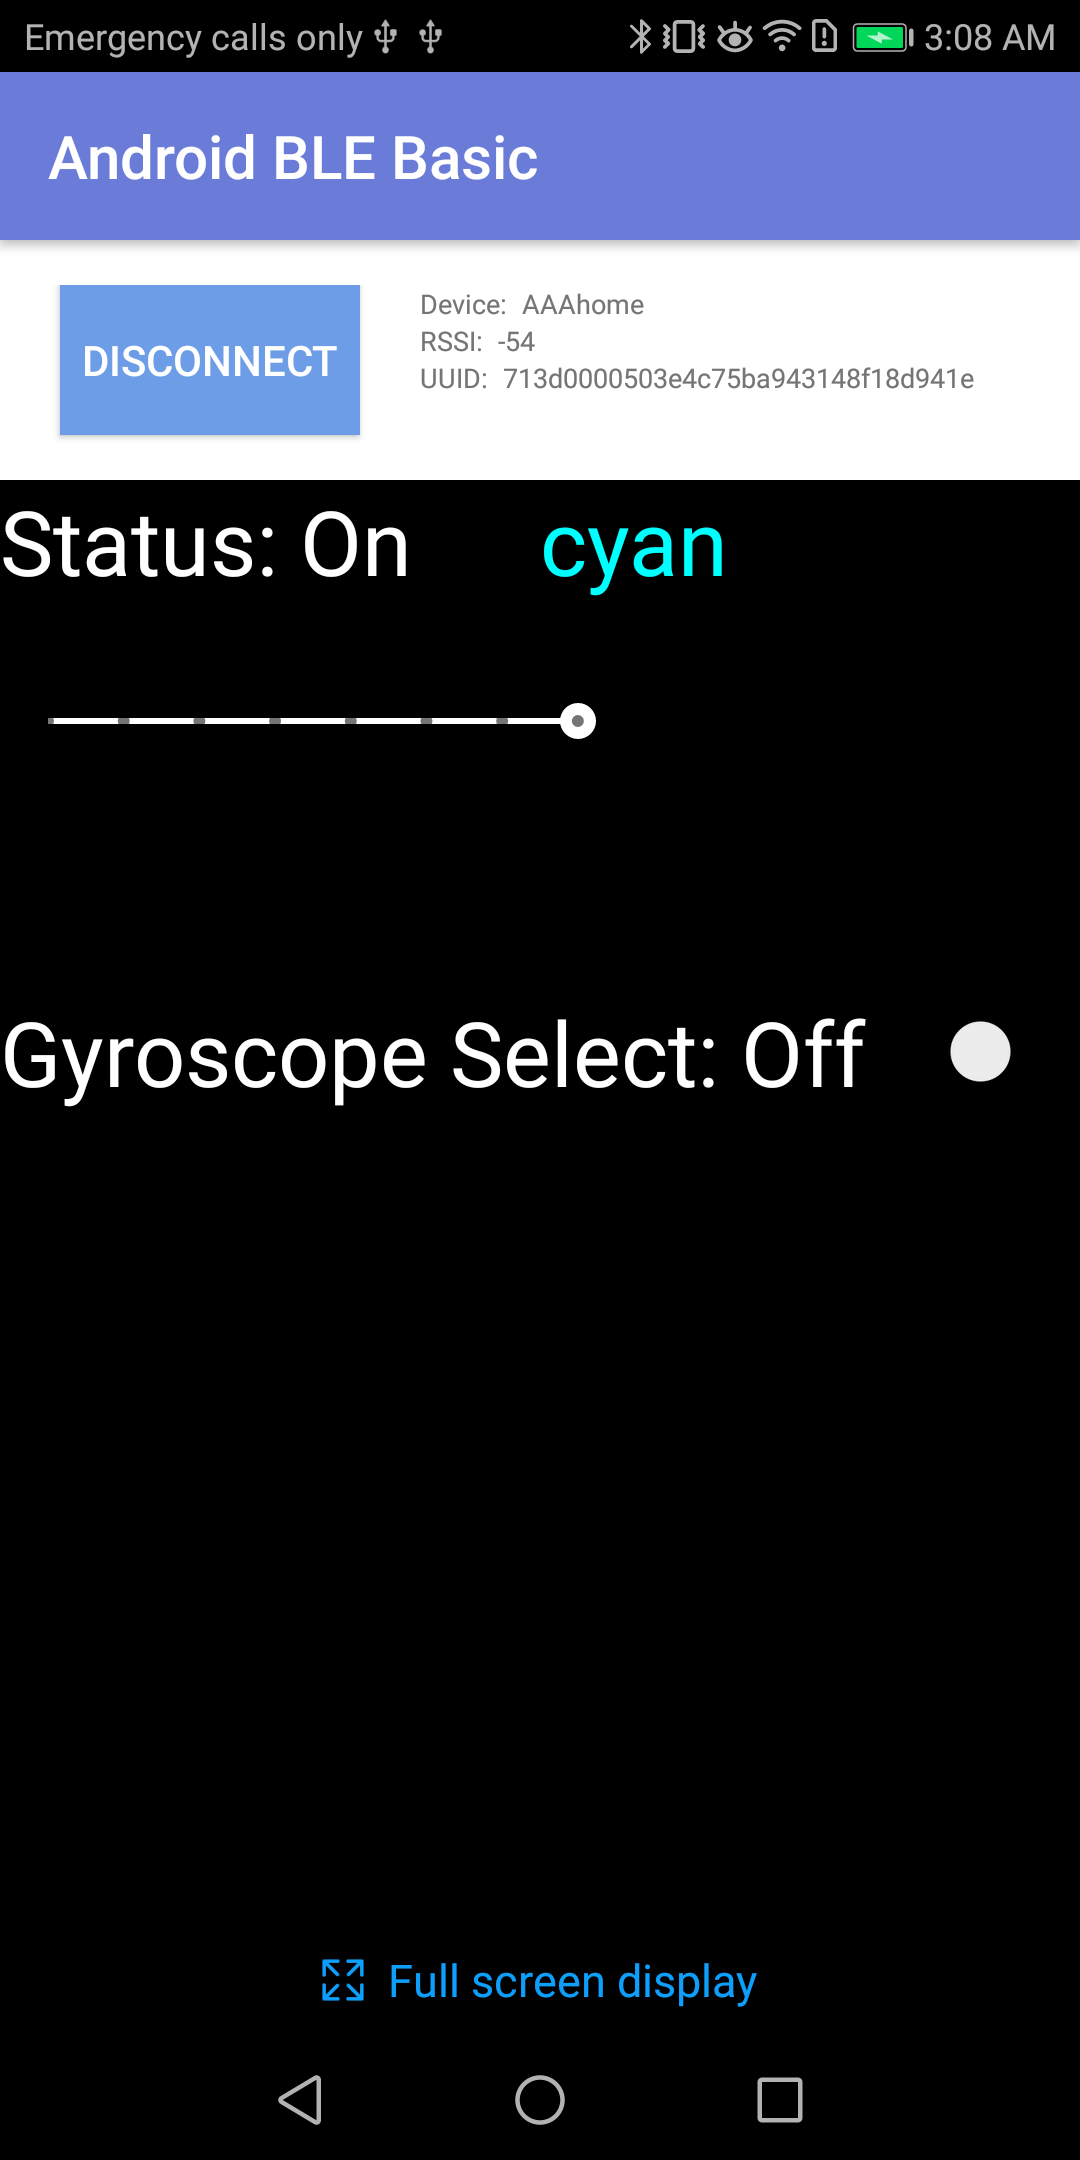 Emergency calls only 3:08 AM
Android BLE Basic
DISCONNECT
Device: AAAhome
RSSI: -54
UUID: 713d0000503e4c75ba943148f18d941e
Status: On cyan
Gyroscope Select: Off
Full screen display